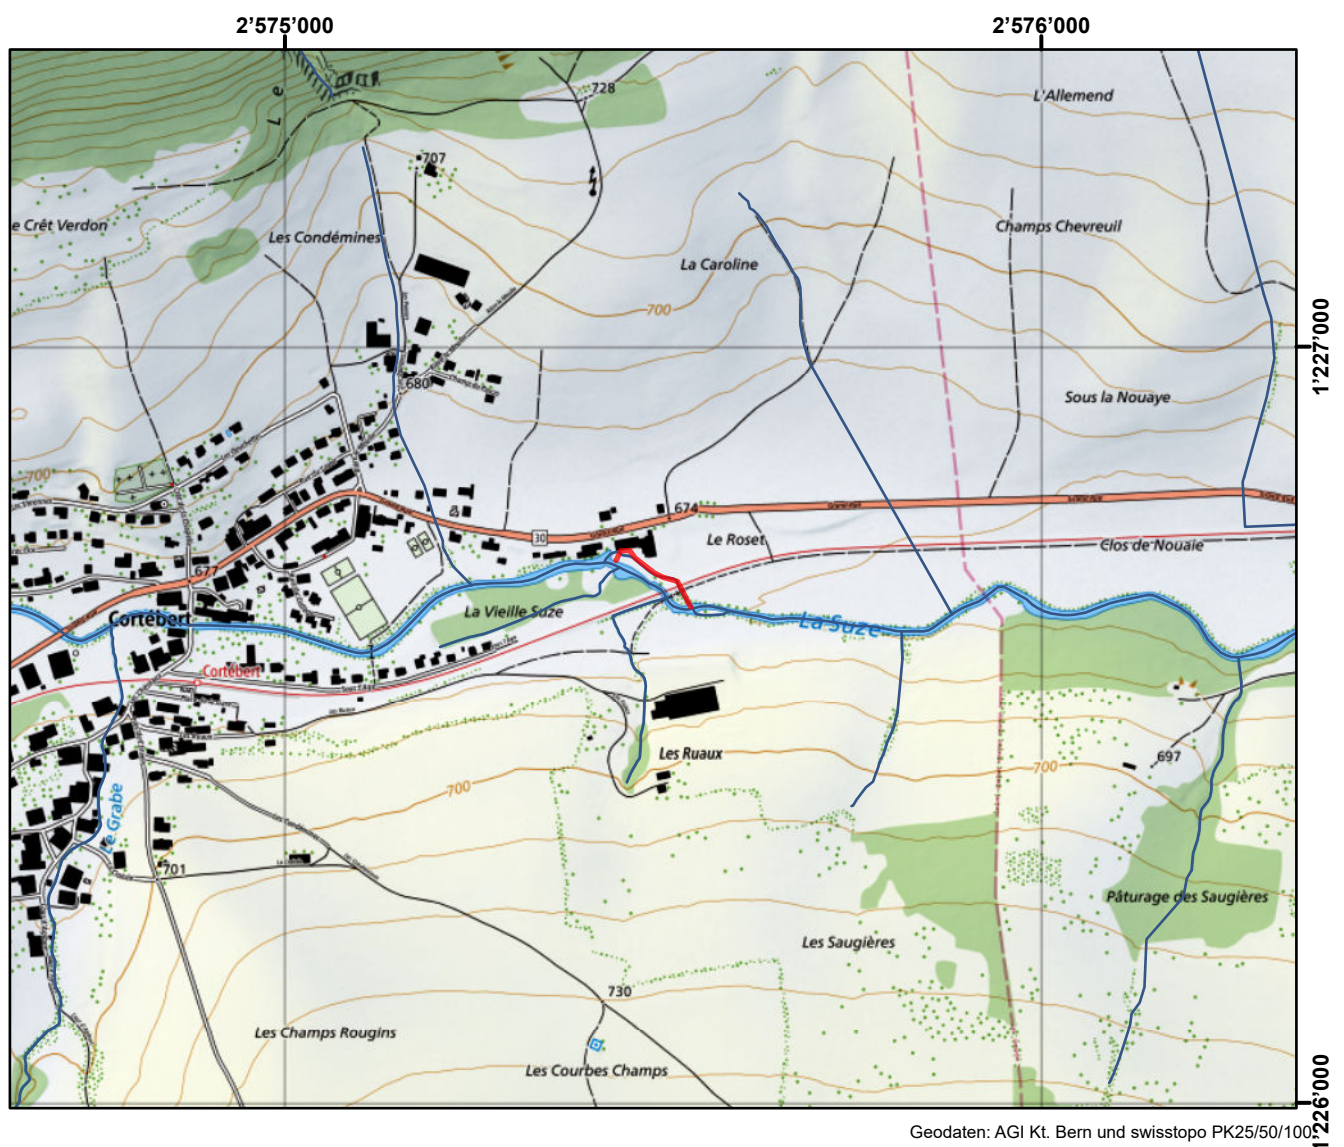 2'575'000
2'576'000
728
L e
L'Allemend
707
e Crêt Verdon
Les Condémines
Champs Chevreuil
La Caroline
700
1'227'000
680
Sous la Nouaye
700
674
30
Le Roset
Clos de Nouaie
677
La Vieille Suze
Cortébert
La Suze
Cortébert
Les Ruaux
697
700
700
Le Grabe
701
Pâturage des Saugières
Les Saugières
730
Les Champs Rougins
Les Courbes Champs
1'226'000
Geodaten: AGI Kt. Bern und swisstopo PK25/50/100